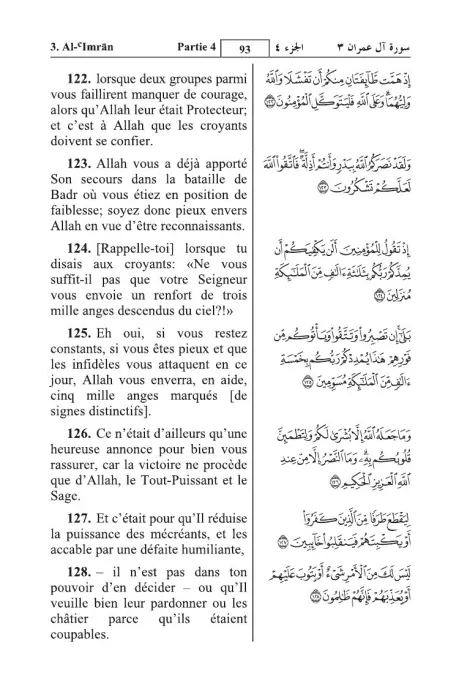 3. Al-ᶜImrān Partie 4 93 الجزء ٤ سورة آل عمران ٣
122. lorsque deux groupes parmi
vous faillirent manquer de courage,
alors qu'Allah leur était Protecteur;
et c'est à Allah que les croyants
doivent se confier.
123. Allah vous a déjà apporté
Son secours dans la bataille de
Badr où vous étiez en position de
faiblesse; soyez donc pieux envers
Allah en vue d'être reconnaissants.
124. [Rappelle-toi] lorsque tu
disais aux croyants: «Ne vous
suffit-il pas que votre Seigneur
vous envoie un renfort de trois
mille anges descendus du ciel?!»
125. Eh oui, si vous restez
constants, si vous êtes pieux et que
les infidèles vous attaquent en ce
jour, Allah vous enverra, en aide,
cinq mille anges marqués [de
signes distinctifs].
126. Ce n'était d'ailleurs qu'une
heureuse annonce pour bien vous
rassurer, car la victoire ne procède
que d'Allah, le Tout-Puissant et le
Sage.
127. Et c'était pour qu'Il réduise
la puissance des mécréants, et les
accable par une défaite humiliante,
128. – il n'est pas dans ton
pouvoir d'en décider – ou qu'Il
veuille bien leur pardonner ou les
châtier parce qu'ils étaient
coupables.
إِذْ هَمَّت طَّآئِفَتَانِ مِنكُمْ أَن تَفْشَلَا وَٱللَّهُ
وَلِيُّهُمَا ۗ وَعَلَى ٱللَّهِ فَلْيَتَوَكَّلِ ٱلْمُؤْمِنُونَ ١٢٢
وَلَقَدْ نَصَرَكُمُ ٱللَّهُ بِبَدْرٍ وَأَنتُمْ أَذِلَّةٌ ۖ فَٱتَّقُوا۟ ٱللَّهَ
لَعَلَّكُمْ تَشْكُرُونَ ١٢٣
إِذْ تَقُولُ لِلْمُؤْمِنِينَ أَلَن يَكْفِيَكُمْ أَن
يُمِدَّكُمْ رَبُّكُم بِثَلَٰثَةِ ءَالَٰفٍ مِّنَ ٱلْمَلَٰٓئِكَةِ
مُنزَلِينَ ١٢٤
بَلَىٰٓ ۚ إِن تَصْبِرُوا۟ وَتَتَّقُوا۟ وَيَأْتُوكُم مِّن
فَوْرِهِمْ هَٰذَا يُمْدِدْكُمْ رَبُّكُم بِخَمْسَةِ
ءَالَٰفٍ مِّنَ ٱلْمَلَٰٓئِكَةِ مُسَوِّمِينَ ١٢٥
وَمَا جَعَلَهُ ٱللَّهُ إِلَّا بُشْرَىٰ لَكُمْ وَلِتَطْمَئِنَّ
قُلُوبُكُم بِهِۦ ۗ وَمَا ٱلنَّصْرُ إِلَّا مِنْ عِندِ
ٱللَّهِ ٱلْعَزِيزِ ٱلْحَكِيمِ ١٢٦
لِيَقْطَعَ طَرَفًا مِّنَ ٱلَّذِينَ كَفَرُوٓا۟
أَوْ يَكْبِتَهُمْ فَيَنقَلِبُوا۟ خَآئِبِينَ ١٢٧
لَيْسَ لَكَ مِنَ ٱلْأَمْرِ شَىْءٌ أَوْ يَتُوبَ عَلَيْهِمْ
أَوْ يُعَذِّبَهُمْ فَإِنَّهُمْ ظَٰلِمُونَ ١٢٨